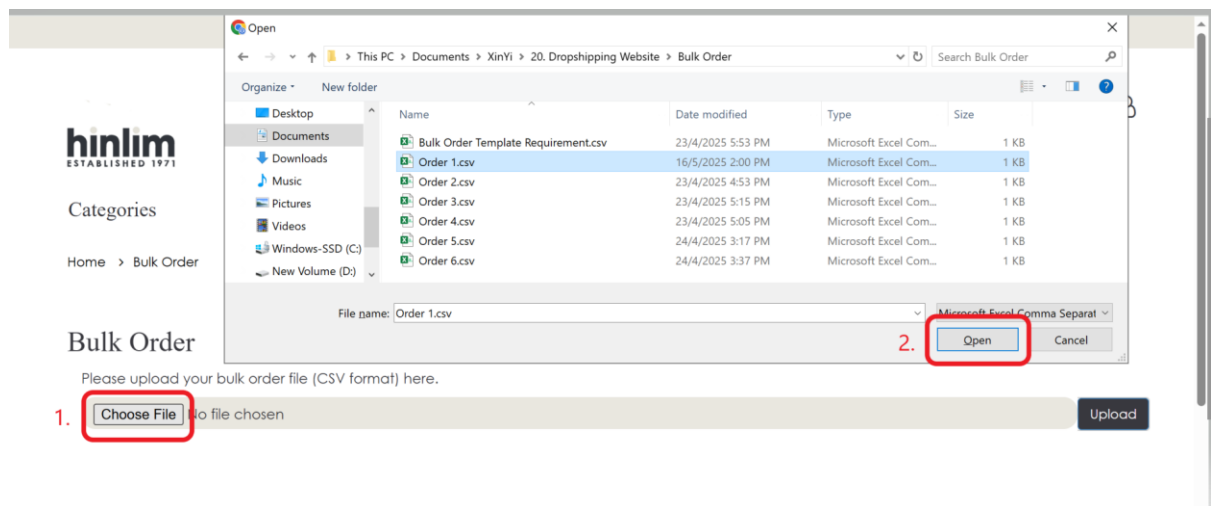 Open
This PC > Documents > XinYi > 20. Dropshipping Website > Bulk Order
Search Bulk Order
Organize
New folder
Name Date modified Type Size
Desktop
Documents
Downloads
Music
Pictures
Videos
Windows-SSD (C:)
New Volume (D:)
Bulk Order Template Requirement.csv 23/4/2025 5:53 PM Microsoft Excel Com... 1 KB
Order 1.csv 16/5/2025 2:00 PM Microsoft Excel Com... 1 KB
Order 2.csv 23/4/2025 4:53 PM Microsoft Excel Com... 1 KB
Order 3.csv 23/4/2025 5:15 PM Microsoft Excel Com... 1 KB
Order 4.csv 23/4/2025 5:05 PM Microsoft Excel Com... 1 KB
Order 5.csv 24/4/2025 3:17 PM Microsoft Excel Com... 1 KB
Order 6.csv 24/4/2025 3:37 PM Microsoft Excel Com... 1 KB
File name: Order 1.csv
Microsoft Excel Comma Separat
2.
Open
Cancel
hinlim
ESTABLISHED 1971
Categories
Home > Bulk Order
Bulk Order
Please upload your bulk order file (CSV format) here.
1.
Choose File No file chosen
Upload